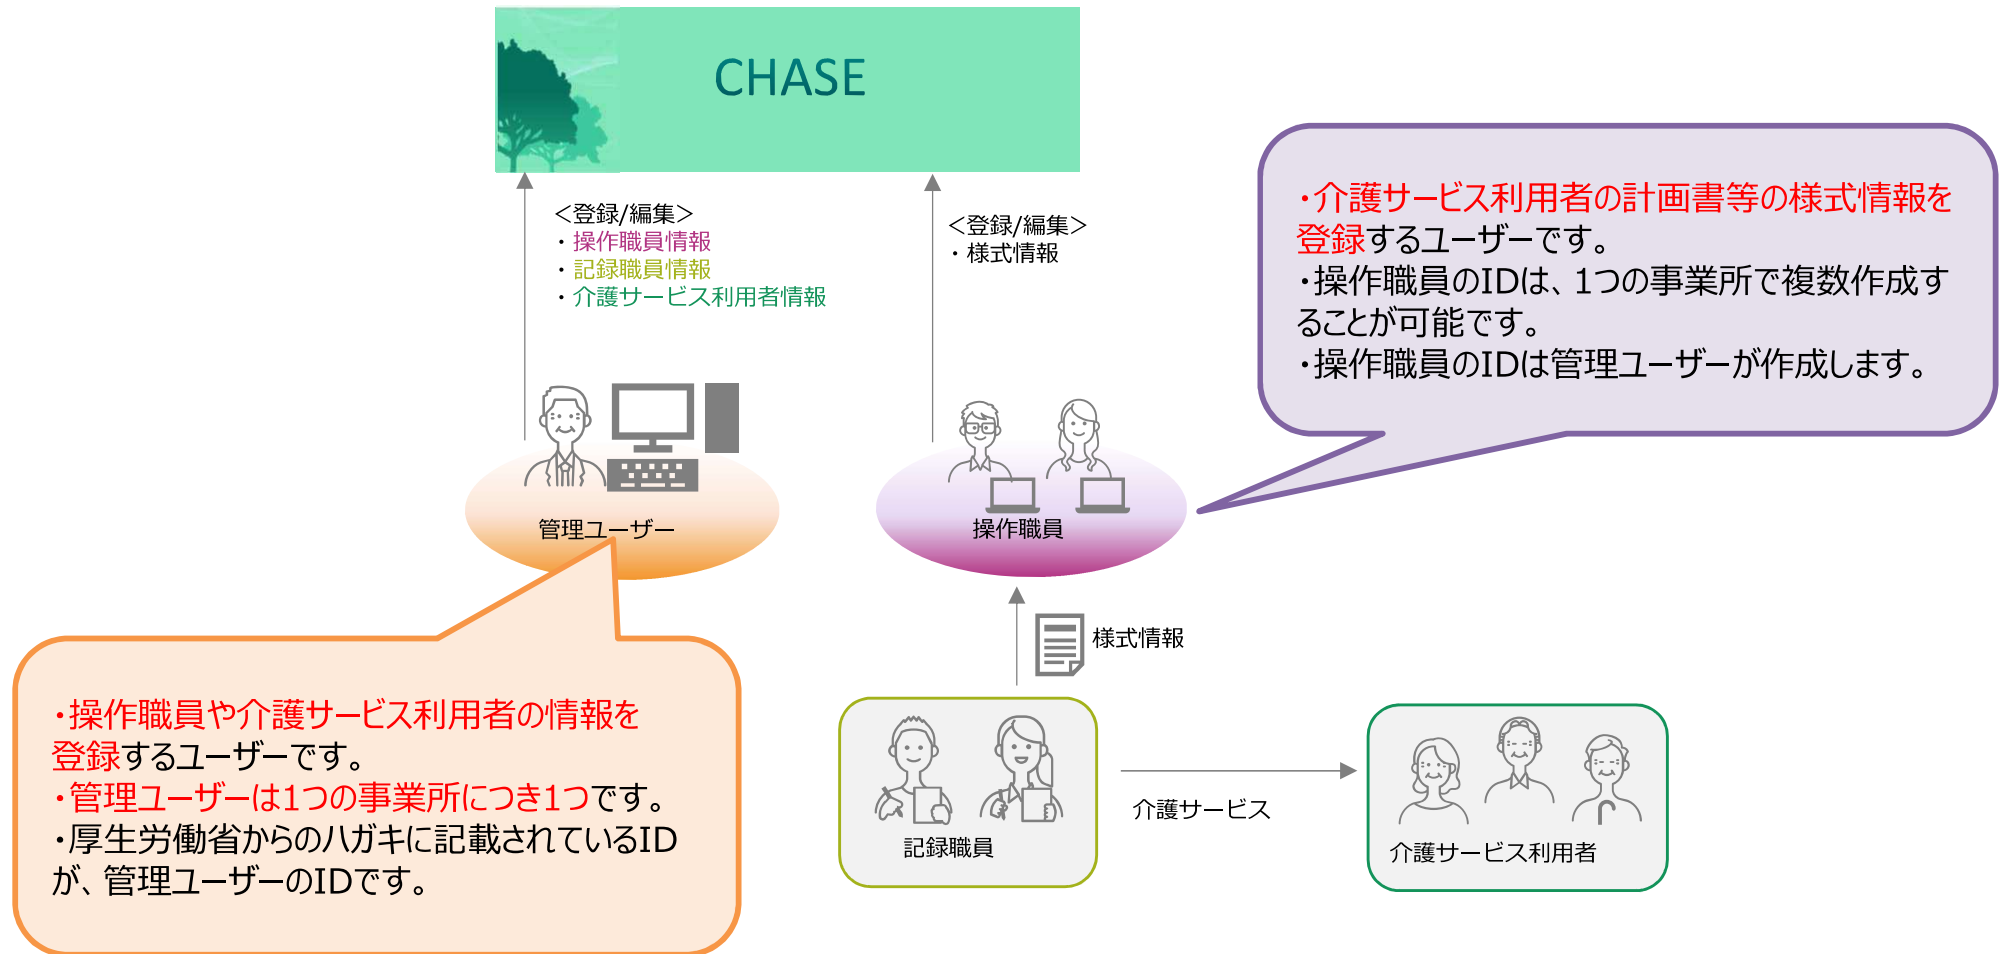 CHASE
＜登録/編集＞
・操作職員情報
・記録職員情報
・介護サービス利用者情報
＜登録/編集＞
・様式情報
・介護サービス利用者の計画書等の様式情報を
登録するユーザーです。
・操作職員のIDは、1つの事業所で複数作成す
ることが可能です。
・操作職員のIDは管理ユーザーが作成します。
管理ユーザー
操作職員
様式情報
・操作職員や介護サービス利用者の情報を
登録するユーザーです。
・管理ユーザーは1つの事業所につき1つです。
・厚生労働省からのハガキに記載されているID
が、管理ユーザーのIDです。
記録職員
介護サービス
介護サービス利用者